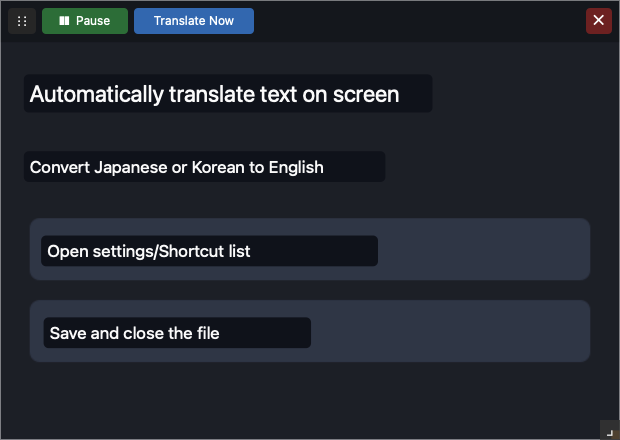 Pause
Translate Now
Automatically translate text on screen
Convert Japanese or Korean to English
Open settings/Shortcut list
Save and close the file